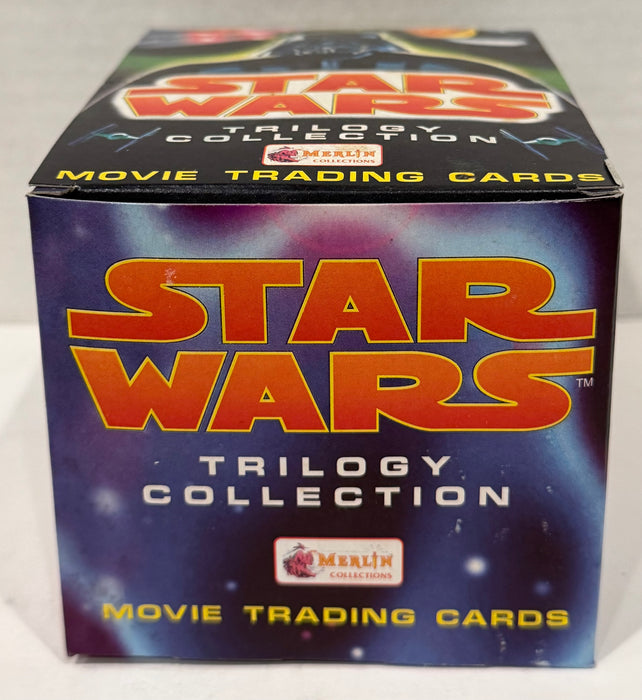 STAR
WARS
TRILOGY
COLLECTION
MERLIN
COLLECTIONS
MOVIE TRADING CARDS
STAR
WARS TM
TRILOGY
COLLECTION
MERLIN
COLLECTIONS
MOVIE TRADING CARDS